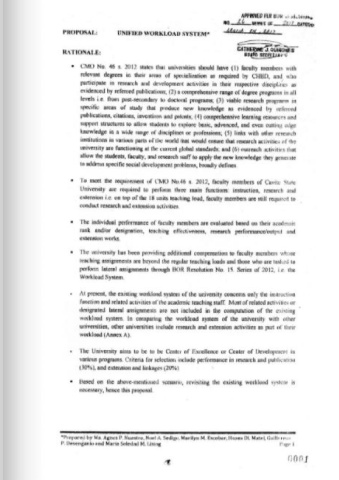 APPROVED FOR
PROPOSAL: UNIFIED WORKLOAD SYSTEM*
CATHERINE
BOARD SECRETARY
RATIONALE:
• CMO No. 46 s. 2012 states that universities should have (1) faculty members with
relevant degrees in their areas of specialization as required by CHED, and who
participate in research and development activities in their respective disciplines as
evidenced by refereed publications; (2) a comprehensive range of degree programs in all
levels i.e. from post-secondary to doctoral programs; (3) viable research programs in
specific areas of study that produce new knowledge as evidenced by refereed
publications, citations, inventions and patents; (4) comprehensive learning resources and
support structures to allow students to explore basic, advanced, and even cutting edge
knowledge in a wide range of disciplines or professions; (5) links with other research
institutions in various parts of the world that would ensure that research activities of the
university are functioning at the current global standards; and (6) outreach activities that
allow the students, faculty, and research staff to apply the new knowledge they generate
to address specific social development problems, broadly defines
• To meet the requirement of CMO No.46 s. 2012, faculty members of Cavite State
University are required to perform three main functions: instruction, research and
extension i.e. on top of the 18 units teaching load, faculty members are still required to
conduct research and extension activities
• The individual performance of faculty members are evaluated based on their academic
rank and/or designation, teaching effectiveness, research performance/output and
extension works.
• The university has been providing additional compensation to faculty members whose
teaching assignments are beyond the regular teaching loads and those who are tasked to
perform lateral assignments through BOR Resolution No. 15. Series of 2012, i.e. the
Workload System.
• At present, the existing workload system of the university concerns only the instruction
function and related activities of the academic teaching staff. Most of related activities or
designated lateral assignments are not included in the computation of the existing
workload system. In comparing the workload system of the university with other
universities, other universities include research and extension activities as part of their
workload (Annex A).
• The University aims to be to be Center of Excellence or Center of Development in
various programs. Criteria for selection include performance in research and publication
(30%), and extension and linkages (20%)
• Based on the above-mentioned scenario, revisiting the existing workload system is
necessary, hence this proposal.
*Prepared by Ma. Agnes P. Nuestro, Noel A. Sedigo, Marilyn M. Escobar,
P. and Maria Soledad M. Lising Page 1
0001